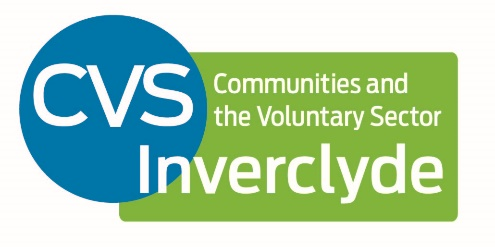 CVS
Communities and
the Voluntary Sector
Inverclyde